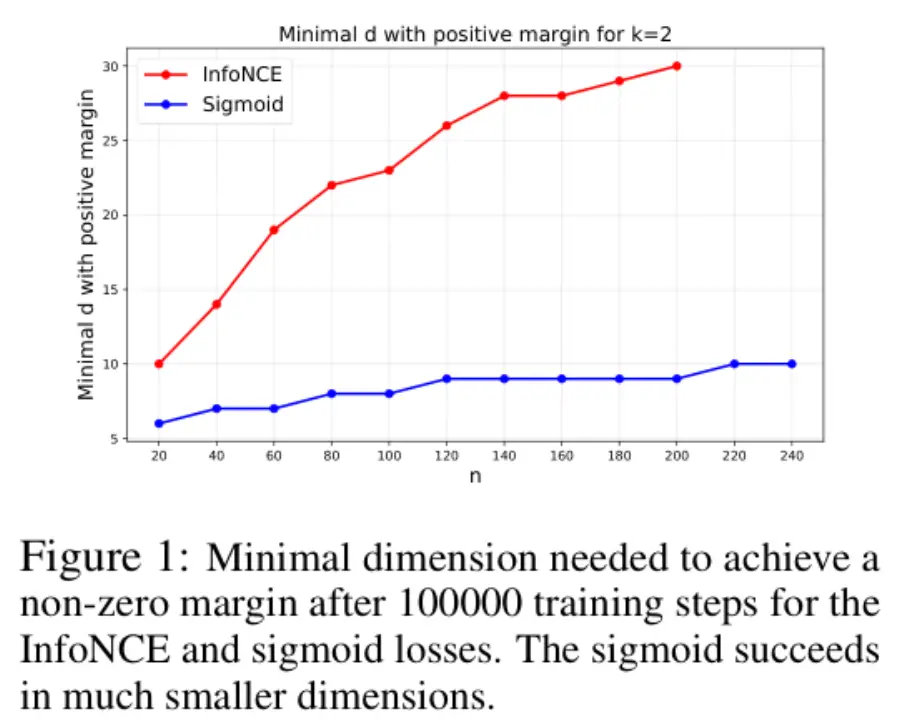 Minimal d with positive margin for k=2
InfoNCE
Sigmoid
Minimal d with positive margin
30
25
20
15
10
5
20 40 60 80 100 120 140 160 180 200 220 240
n
Figure 1: Minimal dimension needed to achieve a
non-zero margin after 100000 training steps for the
InfoNCE and sigmoid losses. The sigmoid succeeds
in much smaller dimensions.